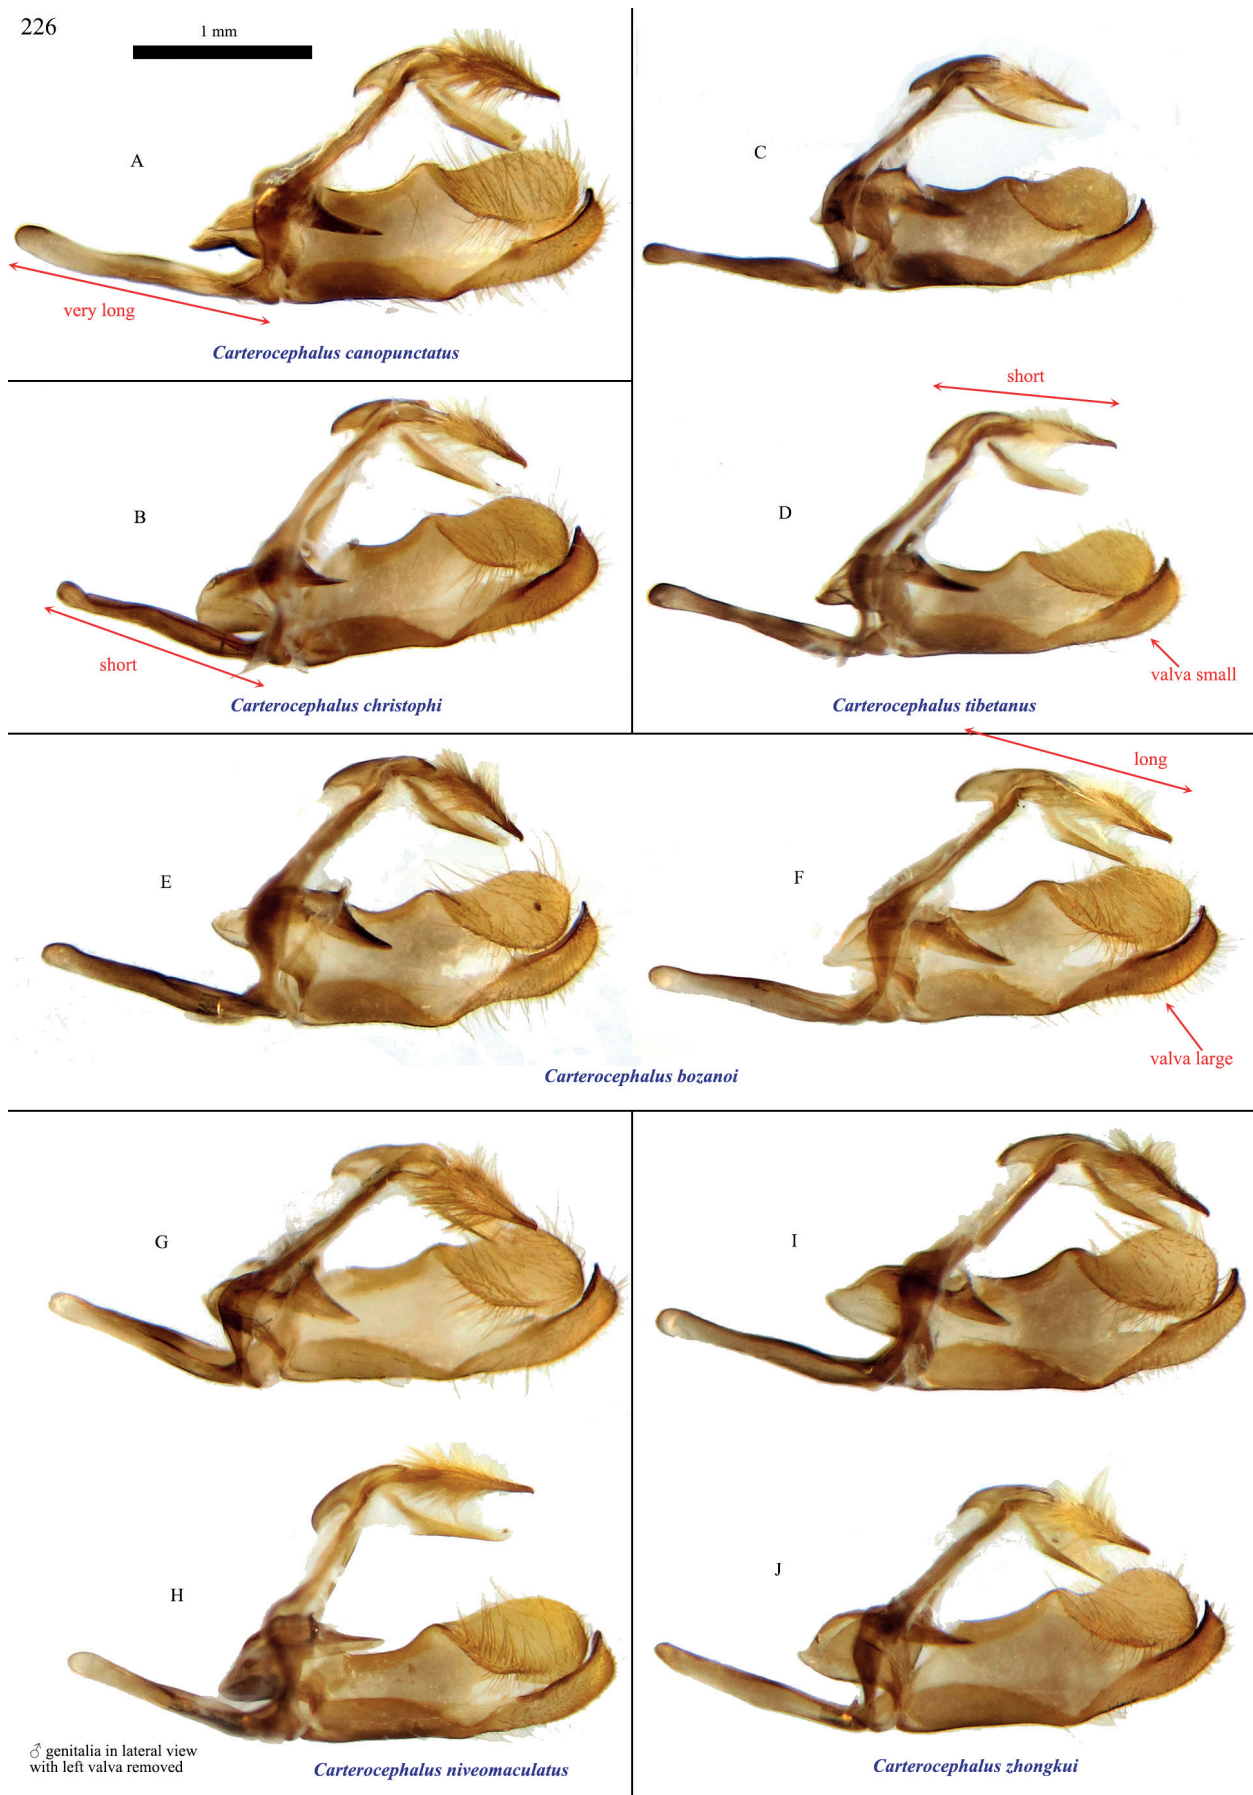 226
1 mm
A
very long
Carterocephalus canopunctatus
B
short
Carterocephalus christophi
C
short
D
valva small
Carterocephalus tibetanus
E
long
F
valva large
Carterocephalus bozanoi
G
H
♂ genitalia in lateral view
with left valva removed
Carterocephalus niveomaculatus
I
J
Carterocephalus zhongkui